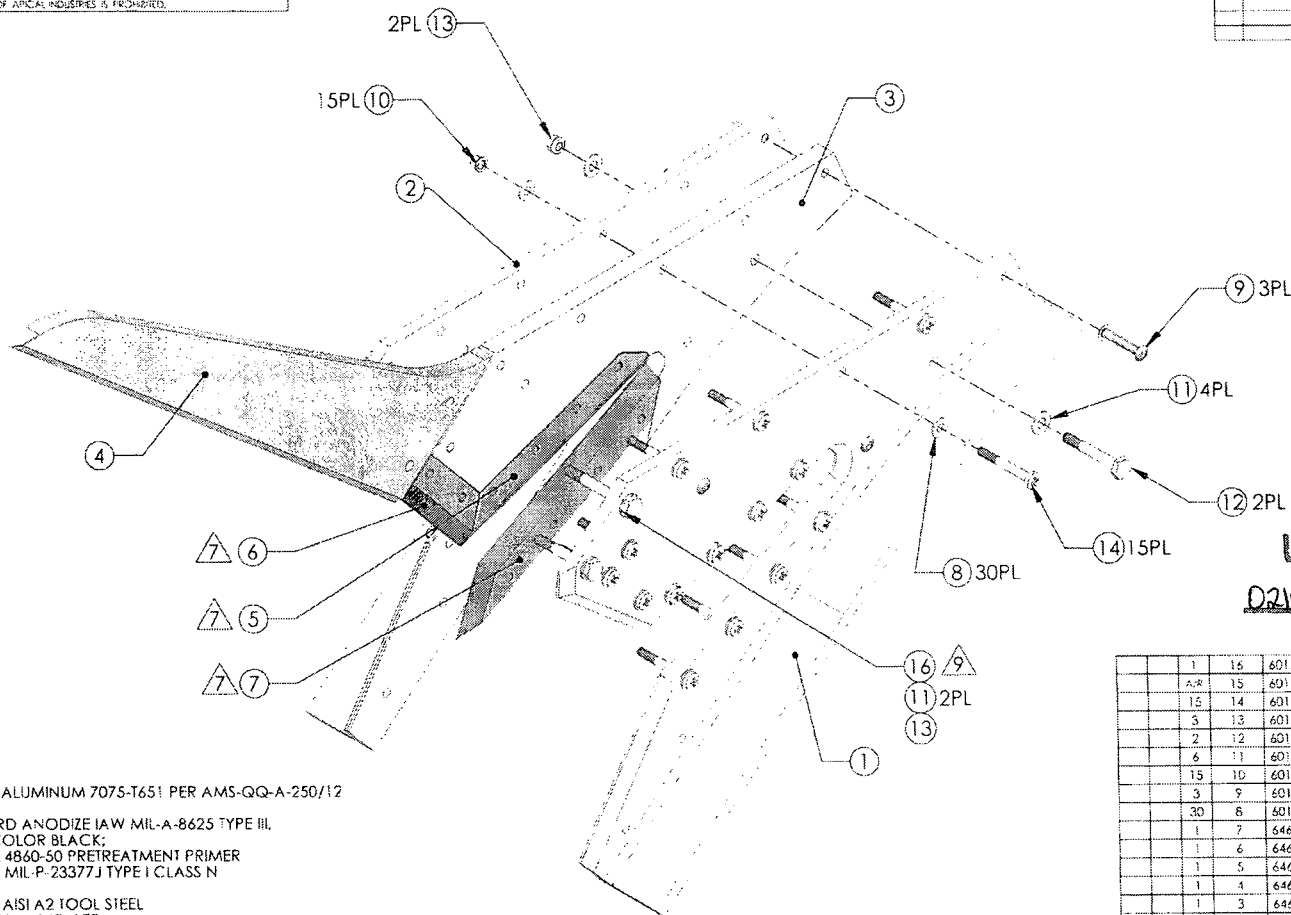 OF APICAL INDUSTRIES IS PROHIBITED.
2PL 13
15PL 10
3
2
9 3PL
11 4PL
4
12 2PL
14 15PL
7 6
8 30PL
7 5
7 7
16 9
11 2PL
13
1
1 16 601
A/R 15 601
15 14 601
3 13 601
2 12 601
6 11 601
15 10 601
3 9 601
30 8 601
1 7 646
1 6 646
1 5 646
1 4 646
1 3 646
ALUMINUM 7075-T651 PER AMS-QQ-A-250/12
RD ANODIZE IAW MIL-A-8625 TYPE III,
COLOR BLACK;
4860-50 PRETREATMENT PRIMER
MIL-P-23377J TYPE I CLASS N
AISI A2 TOOL STEEL